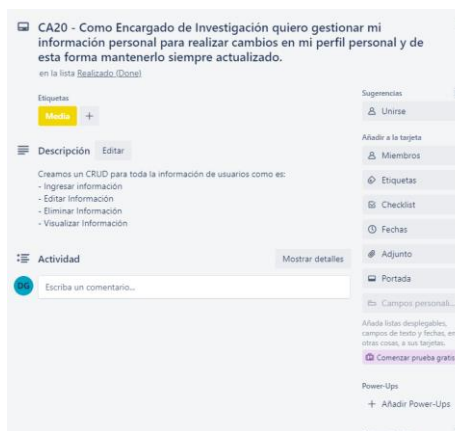 CA20 - Como Encargado de Investigación quiero gestionar mi
información personal para realizar cambios en mi perfil personal y de
esta forma mantenerlo siempre actualizado.
en la lista Realizado (Done)
Etiquetas
Media +
Descripción Editar
Creamos un CRUD para toda la información de usuarios como es:
- Ingresar información
- Editar Información
- Eliminar Información
- Visualizar Información
Actividad Mostrar detalles
DG Escriba un comentario...
Sugerencias
Unirse
Añadir a la tarjeta
Miembros
Etiquetas
Checklist
Fechas
Adjunto
Portada
Campos personali...
Añada listas desplegables,
campos de texto y fechas, en
otras cosas, a sus tarjetas.
Comenzar prueba gratis
Power-Ups
+ Añadir Power-Ups